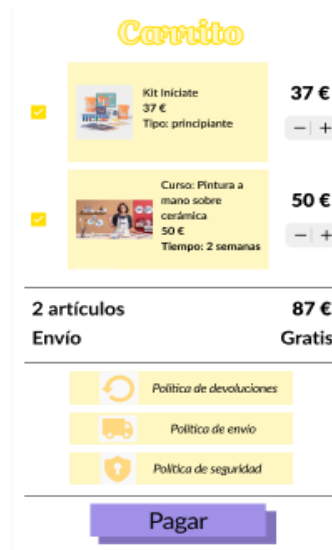 Carrito
Kit Iníciate
37 €
Tipo: principiante
37 €
− | +
Curso: Pintura a
mano sobre
cerámica
50 €
Tiempo: 2 semanas
50 €
− | +
2 artículos 87 €
Envío Gratis
Política de devoluciones
Política de envío
Política de seguridad
Pagar